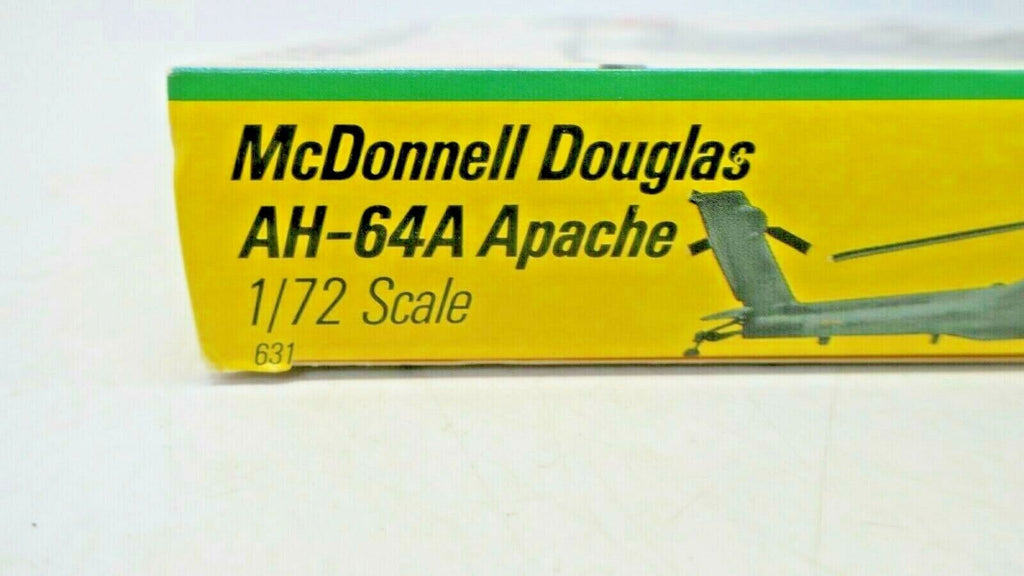 McDonnell Douglas
AH-64A Apache
1/72 Scale
631